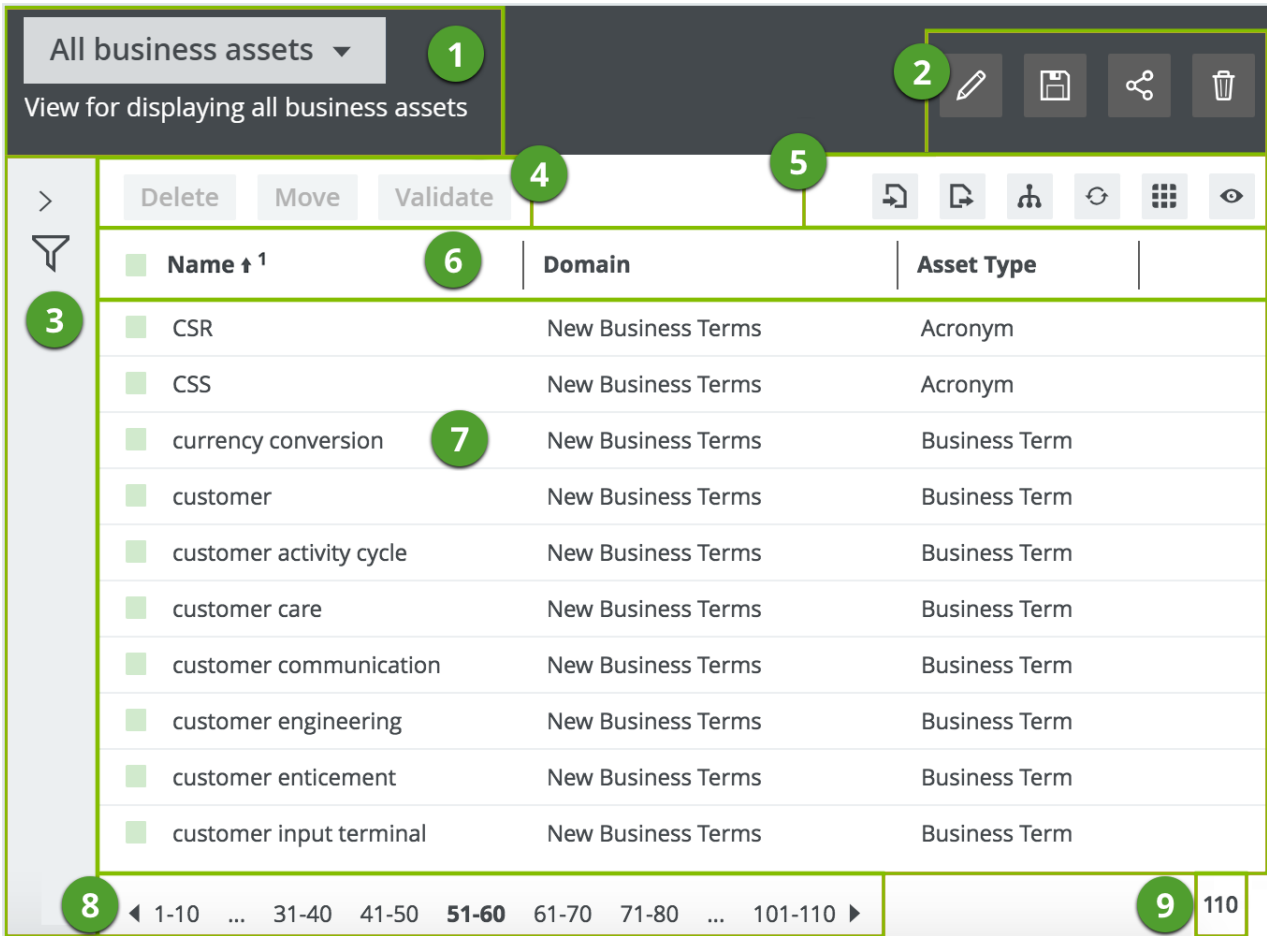 All business assets
1
2
View for displaying all business assets
Delete Move Validate
4
5
3
Name 1 6 Domain Asset Type
CSR New Business Terms Acronym
CSS New Business Terms Acronym
currency conversion 7 New Business Terms Business Term
customer New Business Terms Business Term
customer activity cycle New Business Terms Business Term
customer care New Business Terms Business Term
customer communication New Business Terms Business Term
customer engineering New Business Terms Business Term
customer enticement New Business Terms Business Term
customer input terminal New Business Terms Business Term
8 1-10 ... 31-40 41-50 51-60 61-70 71-80 ... 101-110 9 110